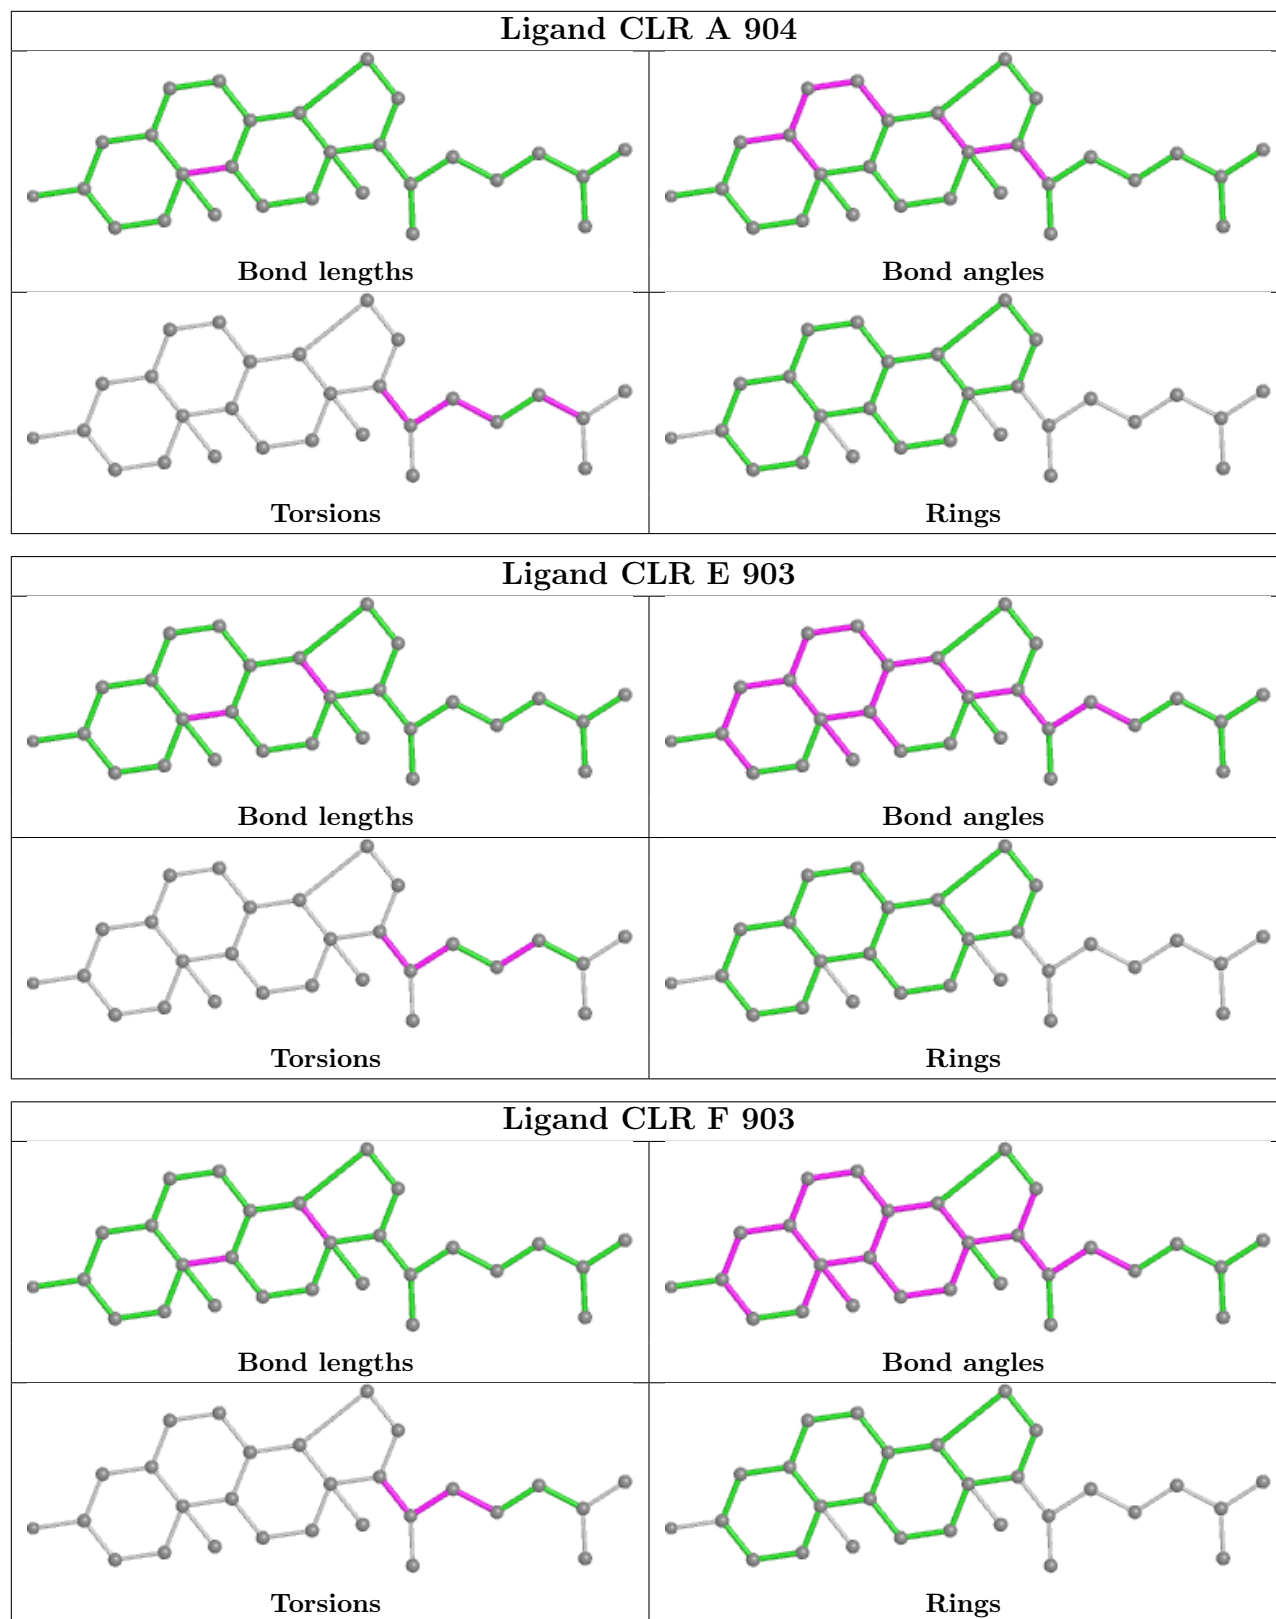 Ligand CLR A 904
Bond lengths
Bond angles
Torsions
Rings
Ligand CLR E 903
Bond lengths
Bond angles
Torsions
Rings
Ligand CLR F 903
Bond lengths
Bond angles
Torsions
Rings